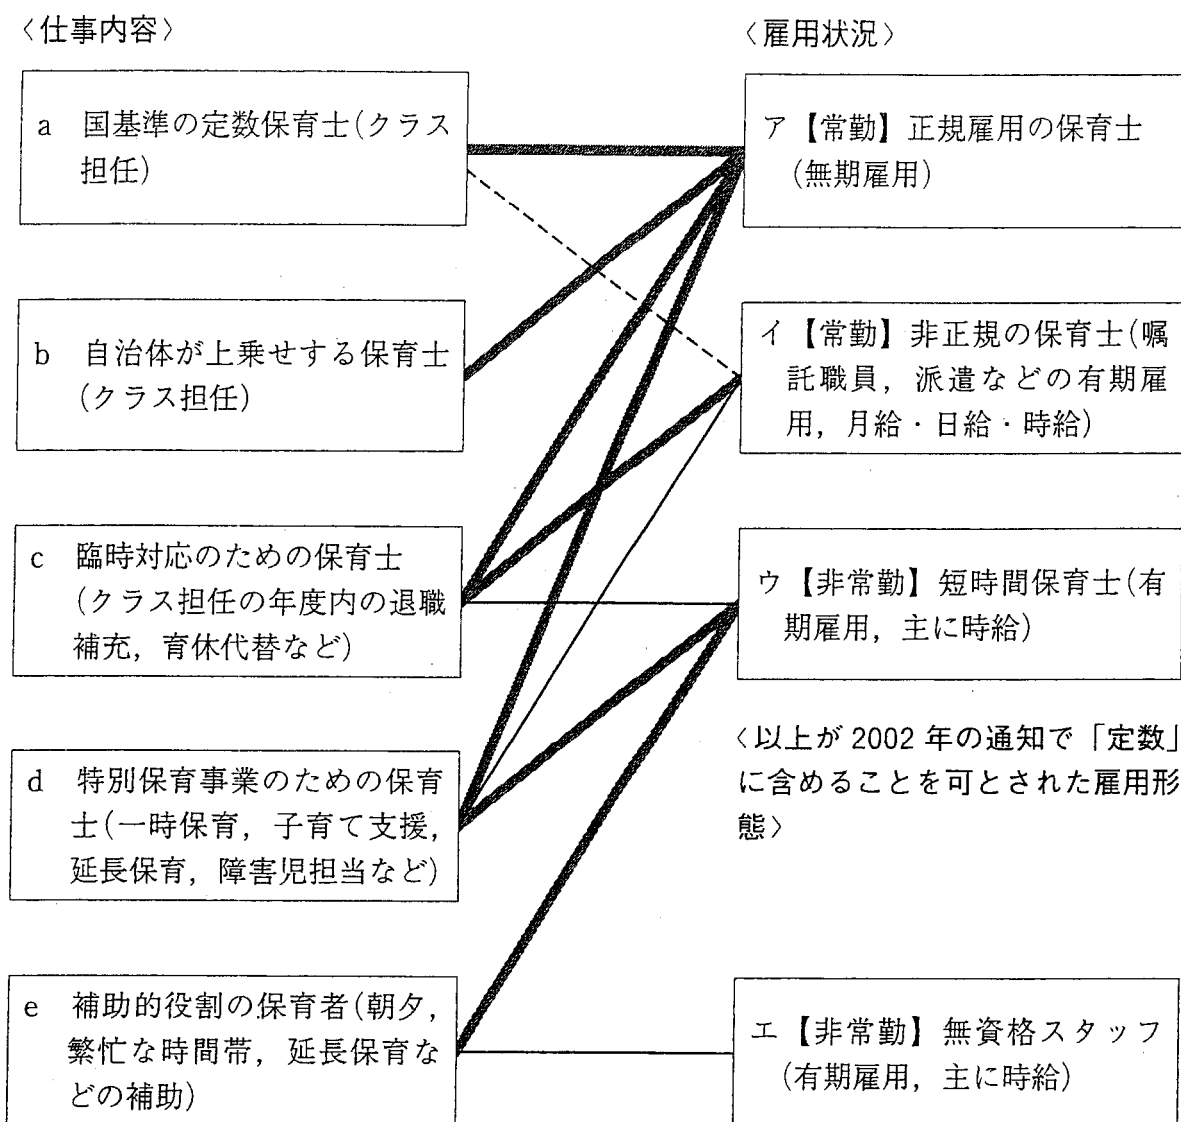 〈仕事内容〉
a 国基準の定数保育士(クラス
担任)
b 自治体が上乗せする保育士
(クラス担任)
c 臨時対応のための保育士
(クラス担任の年度内の退職
補充，育休代替など)
d 特別保育事業のための保育
士(一時保育，子育て支援，
延長保育，障害児担当など)
e 補助的役割の保育者(朝夕，
繁忙な時間帯，延長保育な
どの補助)
〈雇用状況〉
ア【常勤】正規雇用の保育士
(無期雇用)
イ【常勤】非正規の保育士(嘱
託職員，派遣などの有期雇
用，月給・日給・時給)
ウ【非常勤】短時間保育士(有
期雇用，主に時給)
〈以上が 2002 年の通知で「定数」
に含めることを可とされた雇用形
態〉
エ【非常勤】無資格スタッフ
(有期雇用，主に時給)